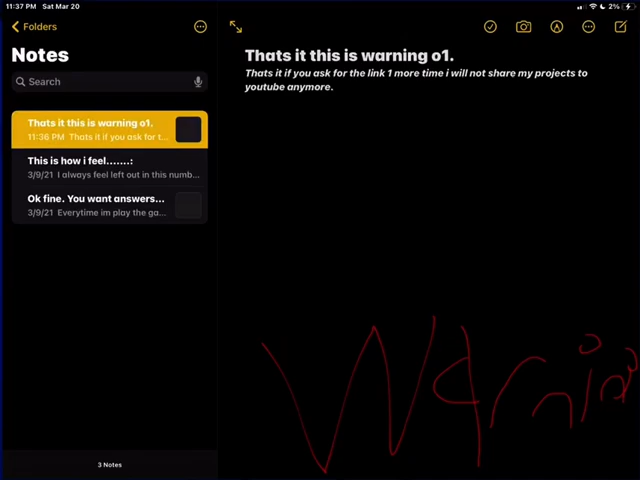 11:37 PM Sat Mar 20 2%
Folders
Notes
Search
Thats it this is warning o1.
11:36 PM Thats it if you ask for t...
This is how i feel.......:
3/9/21 I always feel left out in this numb...
Ok fine. You want answers...
3/9/21 Everytime im play the ga...
3 Notes
Thats it this is warning o1.
Thats it if you ask for the link 1 more time i will not share my projects to
youtube anymore.